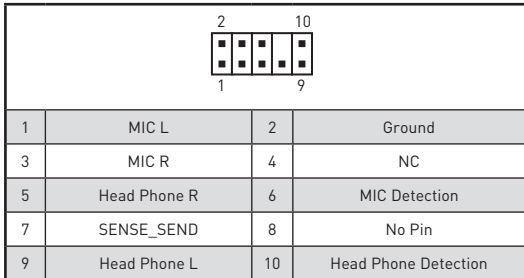 2 10
1 9
1 MIC L 2 Ground
3 MIC R 4 NC
5 Head Phone R 6 MIC Detection
7 SENSE_SEND 8 No Pin
9 Head Phone L 10 Head Phone Detection